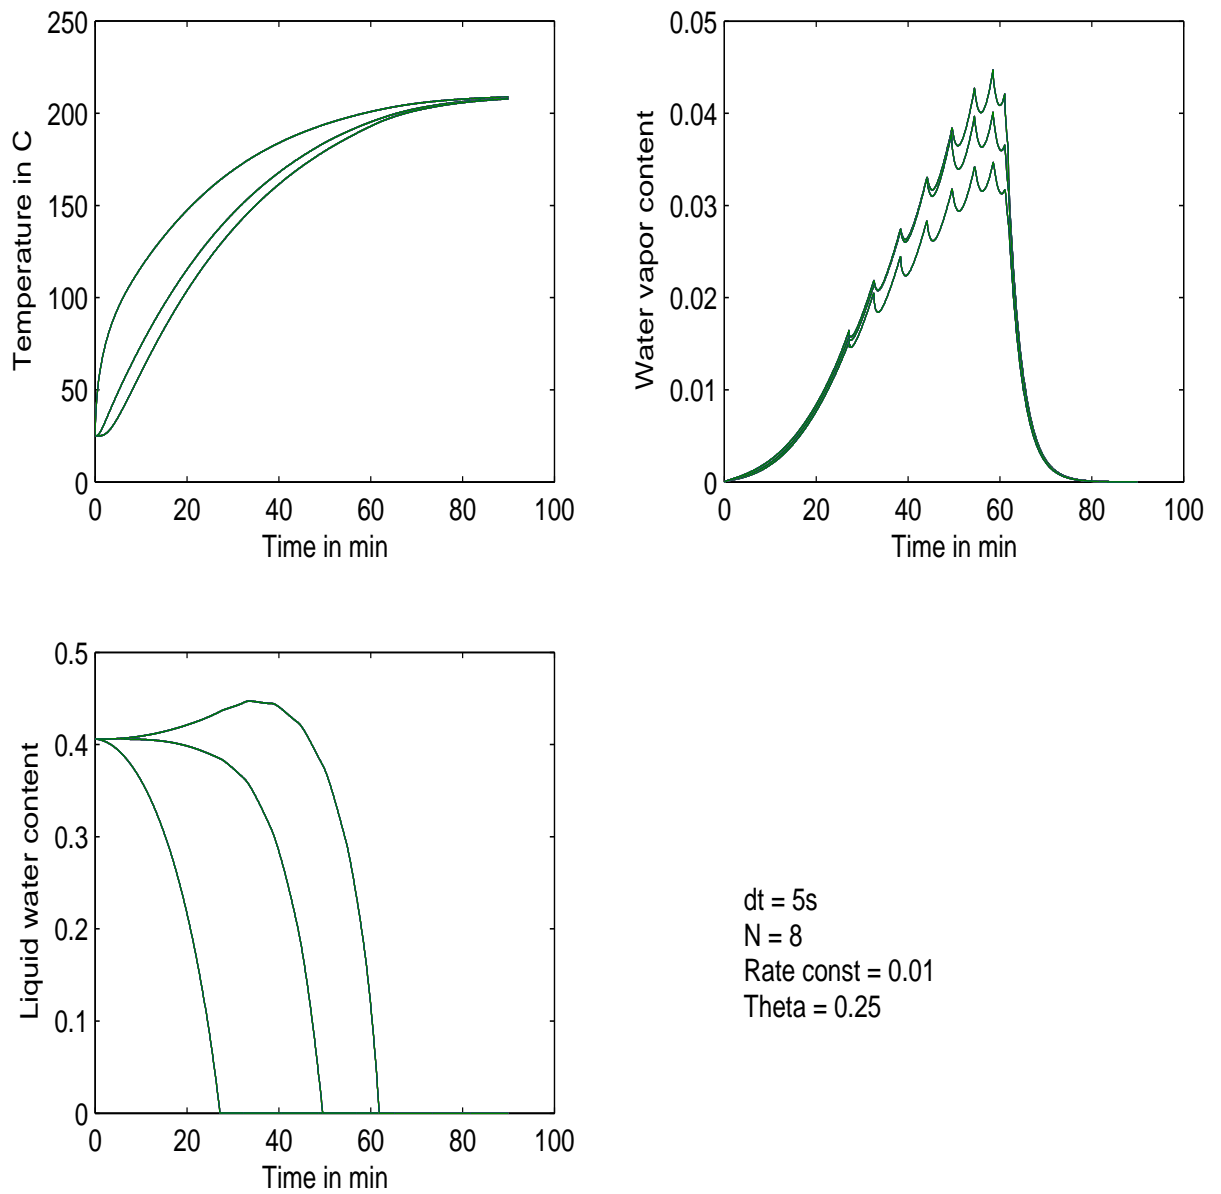 250
200
150
100
50
0
0 20 40 60 80 100
Temperature in C
Time in min
0.05
0.04
0.03
0.02
0.01
0
0 20 40 60 80 100
Water vapor content
Time in min
0.5
0.4
0.3
0.2
0.1
0
0 20 40 60 80 100
Liquid water content
Time in min
dt = 5s
N = 8
Rate const = 0.01
Theta = 0.25